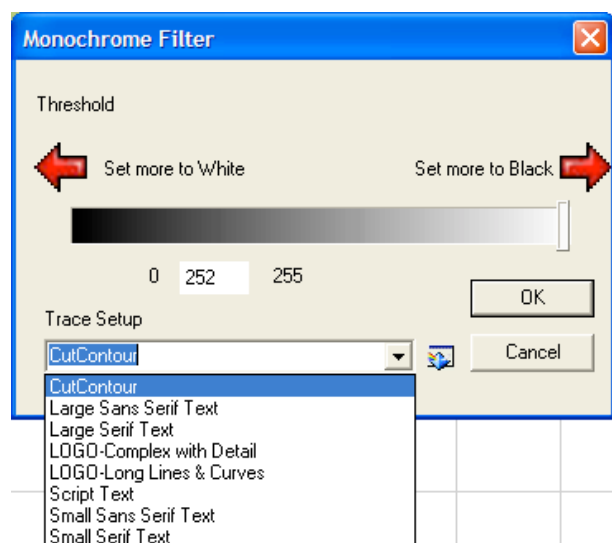 Monochrome Filter
Threshold
Set more to White Set more to Black
0 252 255
OK
Trace Setup
CutContour Cancel
CutContour
Large Sans Serif Text
Large Serif Text
LOGO-Complex with Detail
LOGO-Long Lines & Curves
Script Text
Small Sans Serif Text
Small Serif Text